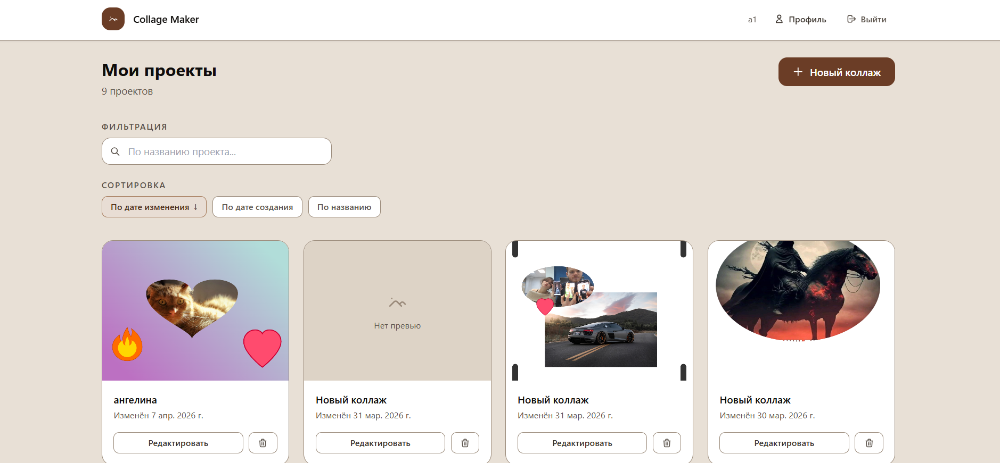 Collage Maker
a1
Профиль
Выйти
Мои проекты
9 проектов
Новый коллаж
ФИЛЬТРАЦИЯ
По названию проекта...
СОРТИРОВКА
По дате изменения ↓
По дате создания
По названию
Нет превью
ангелина
Изменён 7 апр. 2026 г.
Редактировать
Новый коллаж
Изменён 31 мар. 2026 г.
Редактировать
Новый коллаж
Изменён 31 мар. 2026 г.
Редактировать
Новый коллаж
Изменён 30 мар. 2026 г.
Редактировать